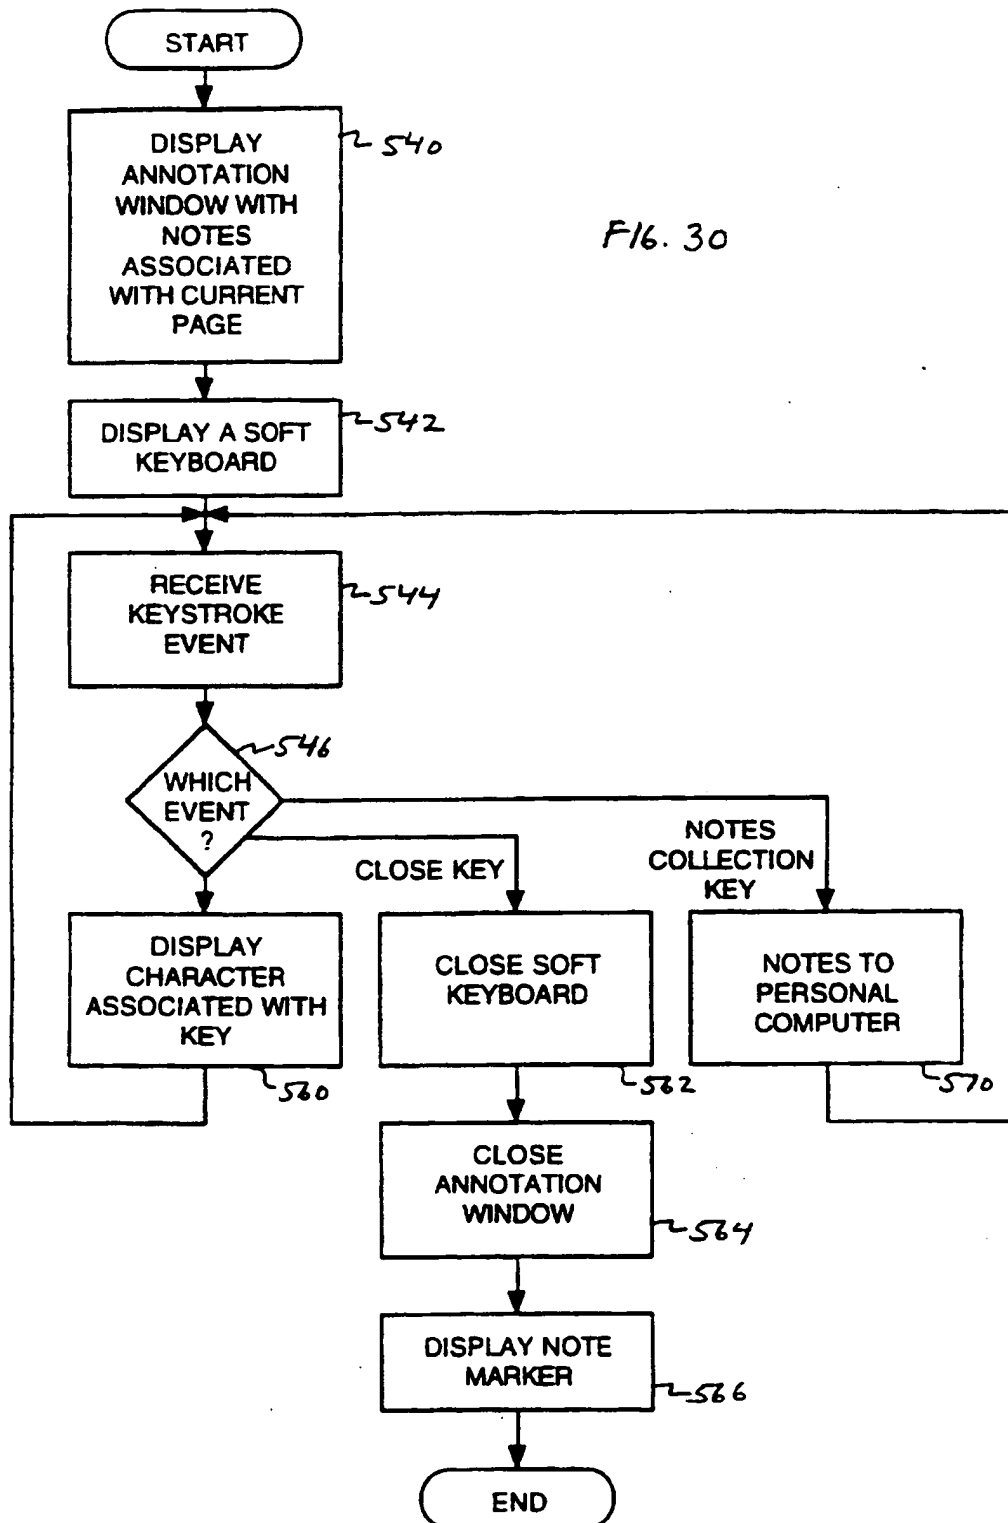 START
DISPLAY
ANNOTATION
WINDOW WITH
NOTES
ASSOCIATED
WITH CURRENT
PAGE
540
FIG. 30
DISPLAY A SOFT
KEYBOARD
542
RECEIVE
KEYSTROKE
EVENT
544
WHICH
EVENT
?
546
CLOSE KEY
NOTES
COLLECTION
KEY
DISPLAY
CHARACTER
ASSOCIATED WITH
KEY
560
CLOSE SOFT
KEYBOARD
562
NOTES TO
PERSONAL
COMPUTER
570
CLOSE
ANNOTATION
WINDOW
564
DISPLAY NOTE
MARKER
566
END